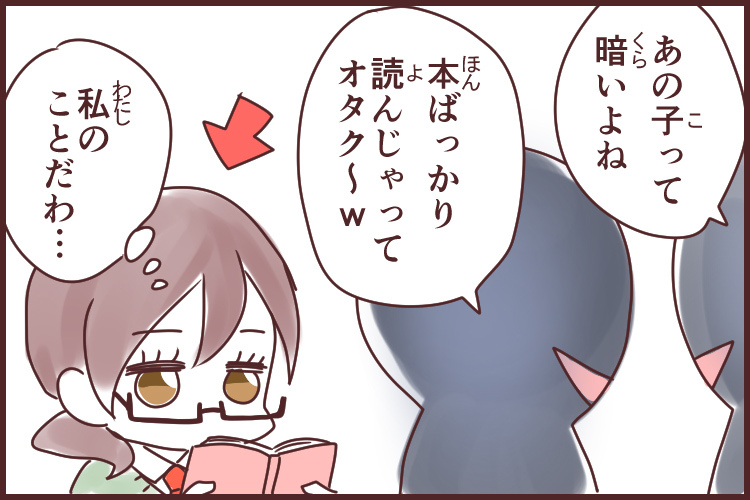 あの子って
暗いよね
本ばっかり
読んじゃって
オタク～w
私の
ことだわ…